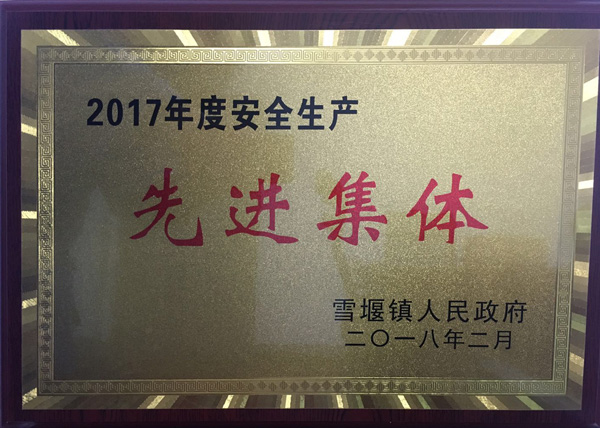 2017年度安全生产
先进集体
雪堰镇人民政府
二〇一八年二月